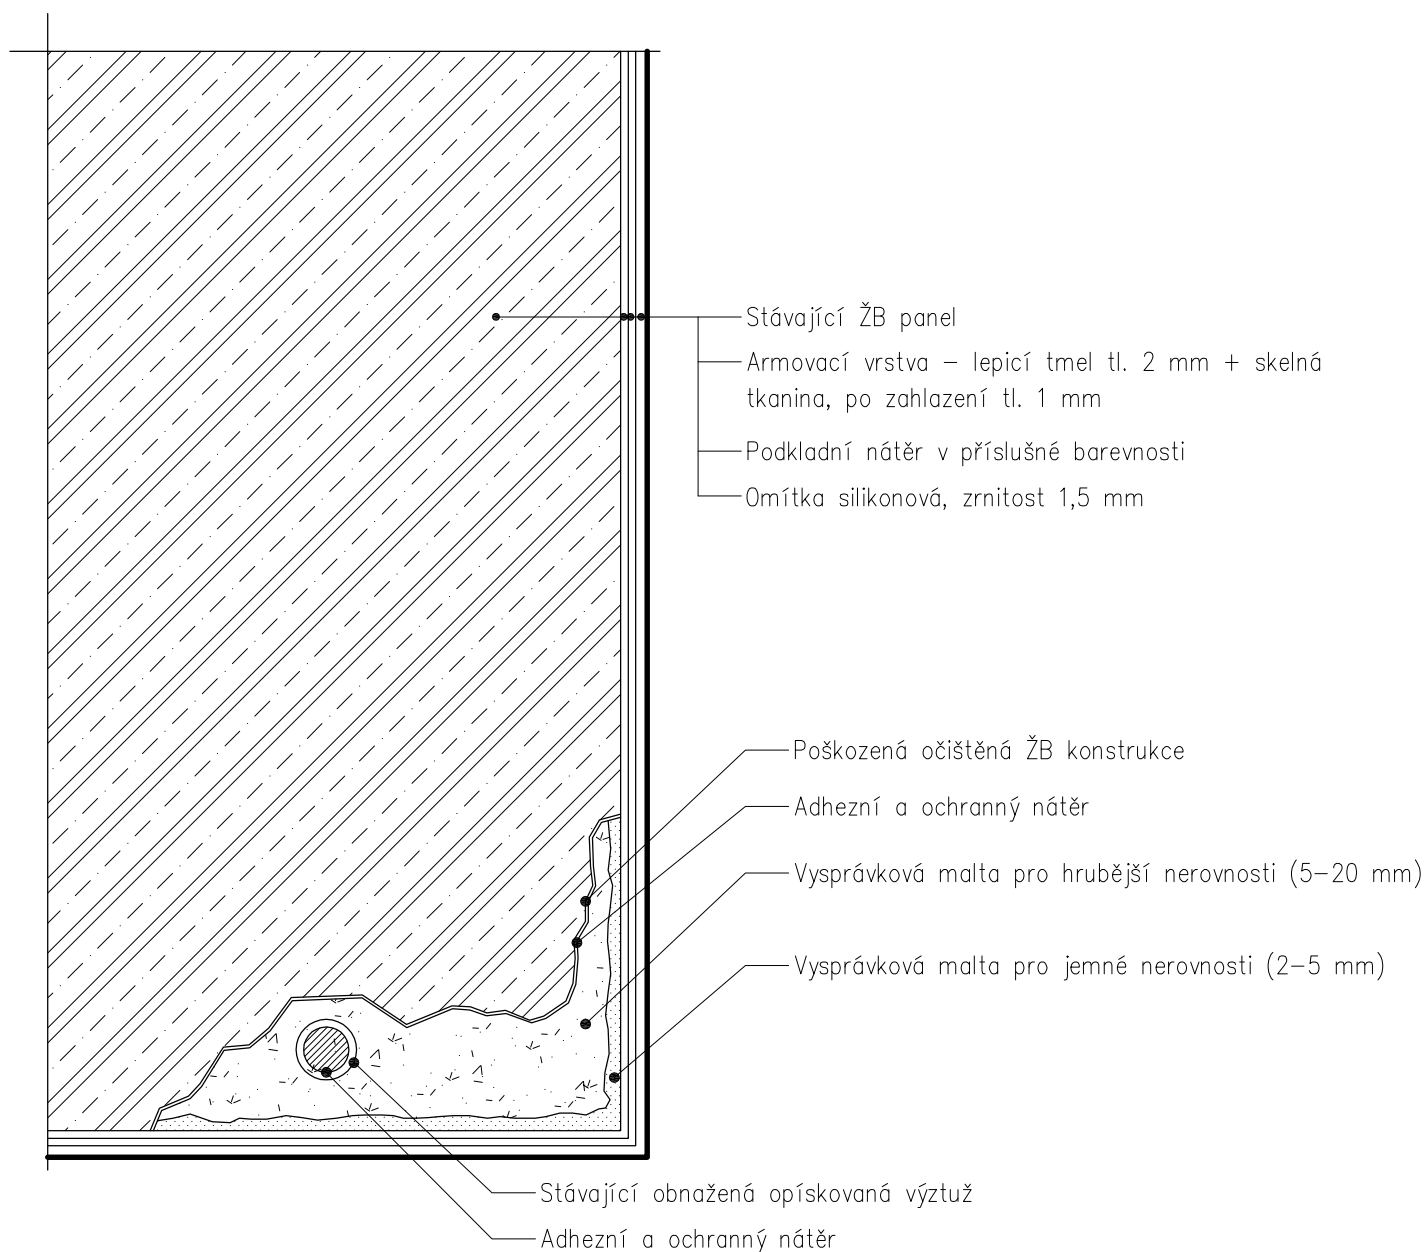 Stávající ŽB panel
Armovací vrstva – lepicí tmel tl. 2 mm + skelná
tkanina, po zahlazení tl. 1 mm
Podkladní nátěr v příslušné barevnosti
Omítka silikonová, zrnitost 1,5 mm
Poškozená očištěná ŽB konstrukce
Adhezní a ochranný nátěr
Vysprávková malta pro hrubější nerovnosti (5–20 mm)
Vysprávková malta pro jemné nerovnosti (2–5 mm)
Stávající obnažená opískovaná výztuž
Adhezní a ochranný nátěr